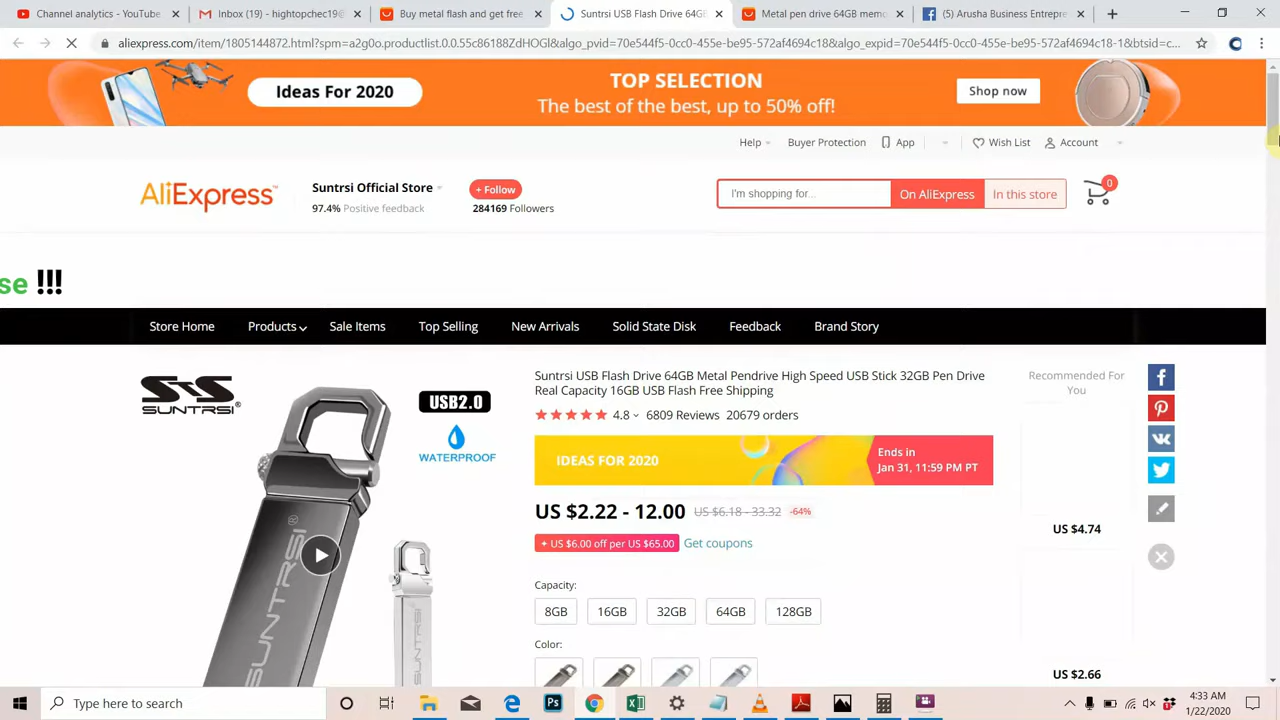 Channel analytics - YouTube
Inbox (19) - hightopchec19@
Buy metal flash and get free
Suntrsi USB Flash Drive 64G
Metal pen drive 64GB memo
(5) Arusha Business Entrepre
aliexpress.com/item/1805144872.html?spm=a2g0o.productlist.0.0.55c86188ZdHOGl&algo_pvid=70e544f5-0cc0-455e-be95-572af4694c18&algo_expid=70e544f5-0cc0-455e-be95-572af4694c18-1&btsid=c...
Ideas For 2020
TOP SELECTION
The best of the best, up to 50% off!
Shop now
Help
Buyer Protection
App
Wish List
Account
AliExpress™
Suntrsi Official Store
97.4% Positive feedback
+ Follow
284169 Followers
I'm shopping for...
On AliExpress
In this store
0
se !!!
Store Home
Products
Sale Items
Top Selling
New Arrivals
Solid State Disk
Feedback
Brand Story
STS
SUNTRSI®
USB2.0
WATERPROOF
SUNTRSI®
SUNTRSI
Suntrsi USB Flash Drive 64GB Metal Pendrive High Speed USB Stick 32GB Pen Drive
Real Capacity 16GB USB Flash Free Shipping
4.8
6809 Reviews
20679 orders
IDEAS FOR 2020
Ends in
Jan 31, 11:59 PM PT
US $2.22 - 12.00
US $6.18 - 33.32
-64%
+ US $6.00 off per US $65.00
Get coupons
Capacity:
8GB
16GB
32GB
64GB
128GB
Color:
Recommended For
You
US $4.74
US $2.66
Type here to search
4:33 AM
1/22/2020